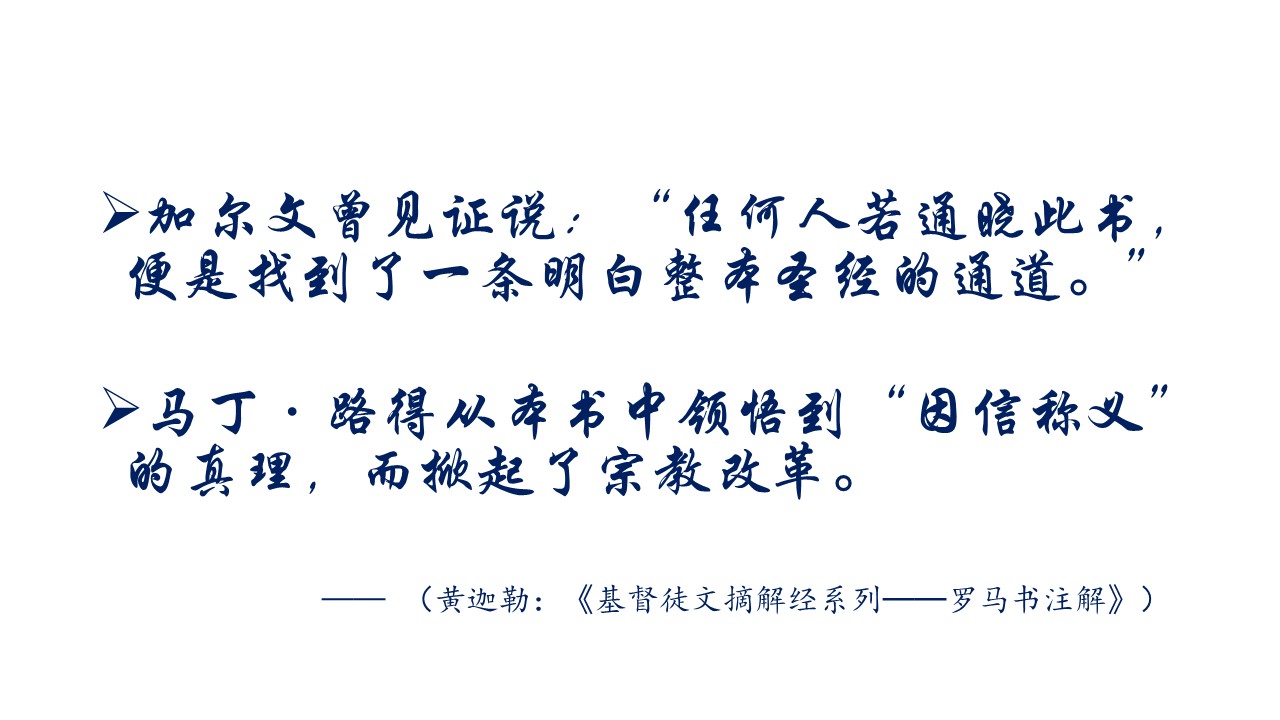 ➢加尔文曾见证说：“任何人若通晓此书，
便是找到了一条明白整本圣经的通道。”
➢马丁·路得从本书中领悟到“因信称义”
的真理，而掀起了宗教改革。
—— （黄迦勒：《基督徒文摘解经系列——罗马书注解》）